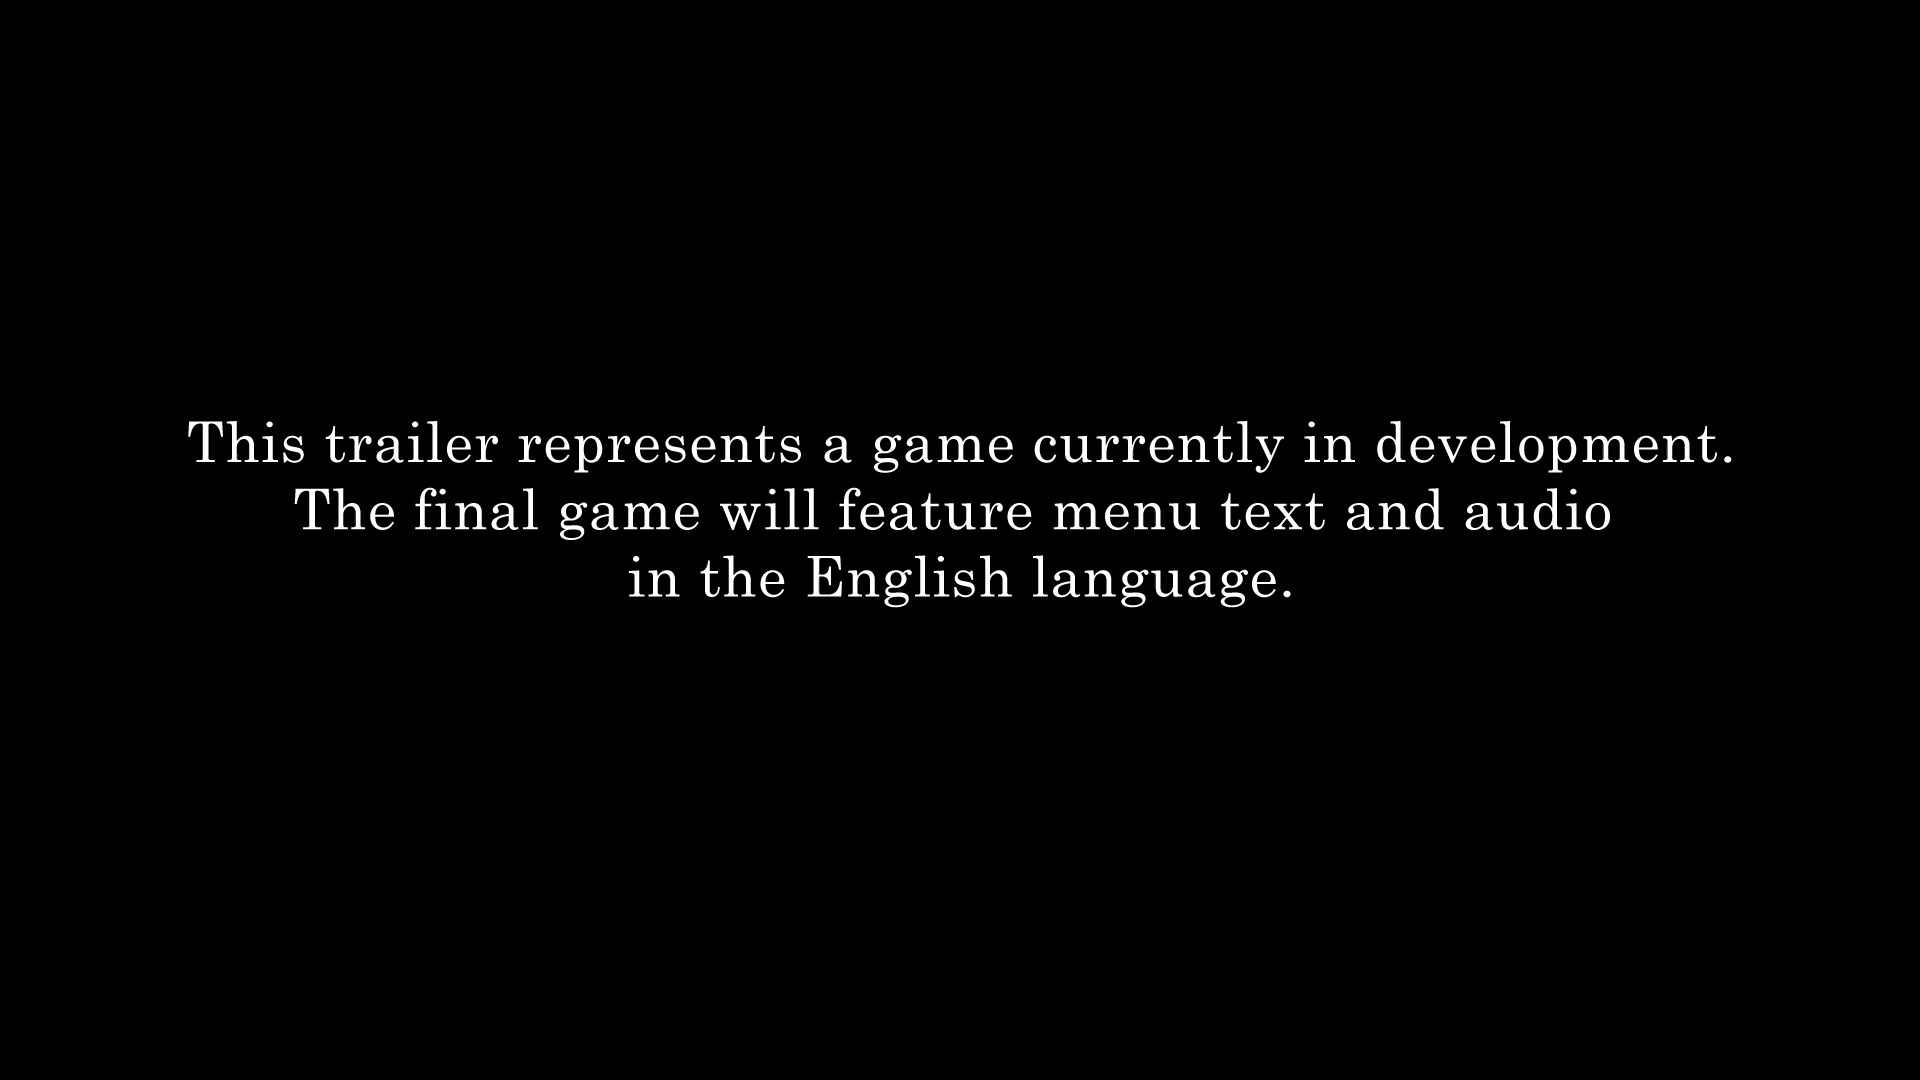 This trailer represents a game currently in development.
The final game will feature menu text and audio
in the English language.